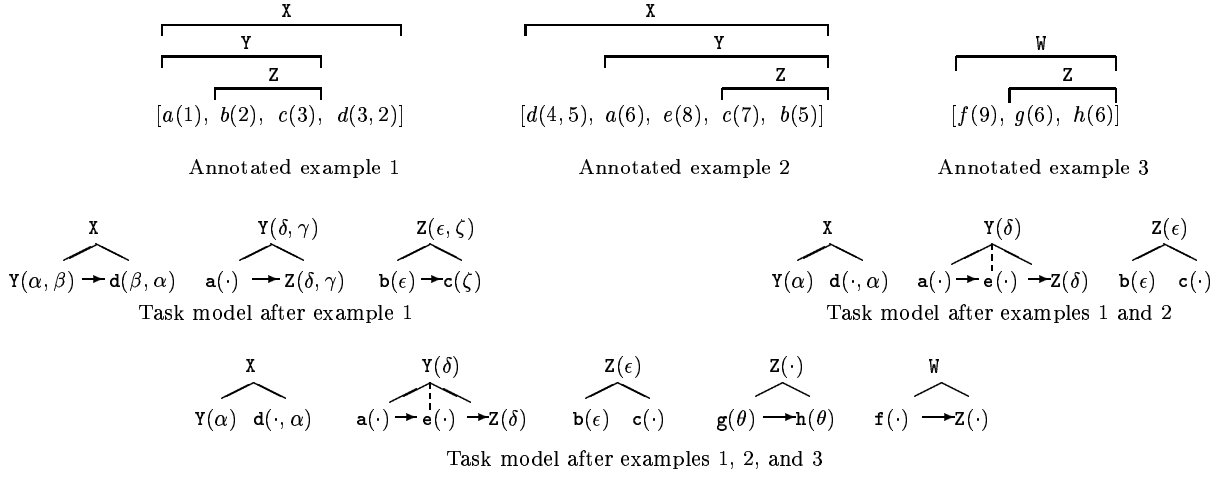 X X
Y Y W
Z Z Z
[a(1), b(2), c(3), d(3, 2)] [d(4, 5), a(6), e(8), c(7), b(5)] [f(9), g(6), h(6)]
Annotated example 1 Annotated example 2 Annotated example 3
X Y(δ, γ) Z(ϵ, ζ) X Y(δ) Z(ϵ)
Y(α, β) → d(β, α) a(·) → Z(δ, γ) b(ϵ) → c(ζ) Y(α) d(·, α) a(·) → e(·) → Z(δ) b(ϵ) c(·)
Task model after example 1 Task model after examples 1 and 2
X Y(δ) Z(ϵ) Z(·) W
Y(α) d(·, α) a(·) → e(·) → Z(δ) b(ϵ) c(·) g(θ) → h(θ) f(·) → Z(·)
Task model after examples 1, 2, and 3